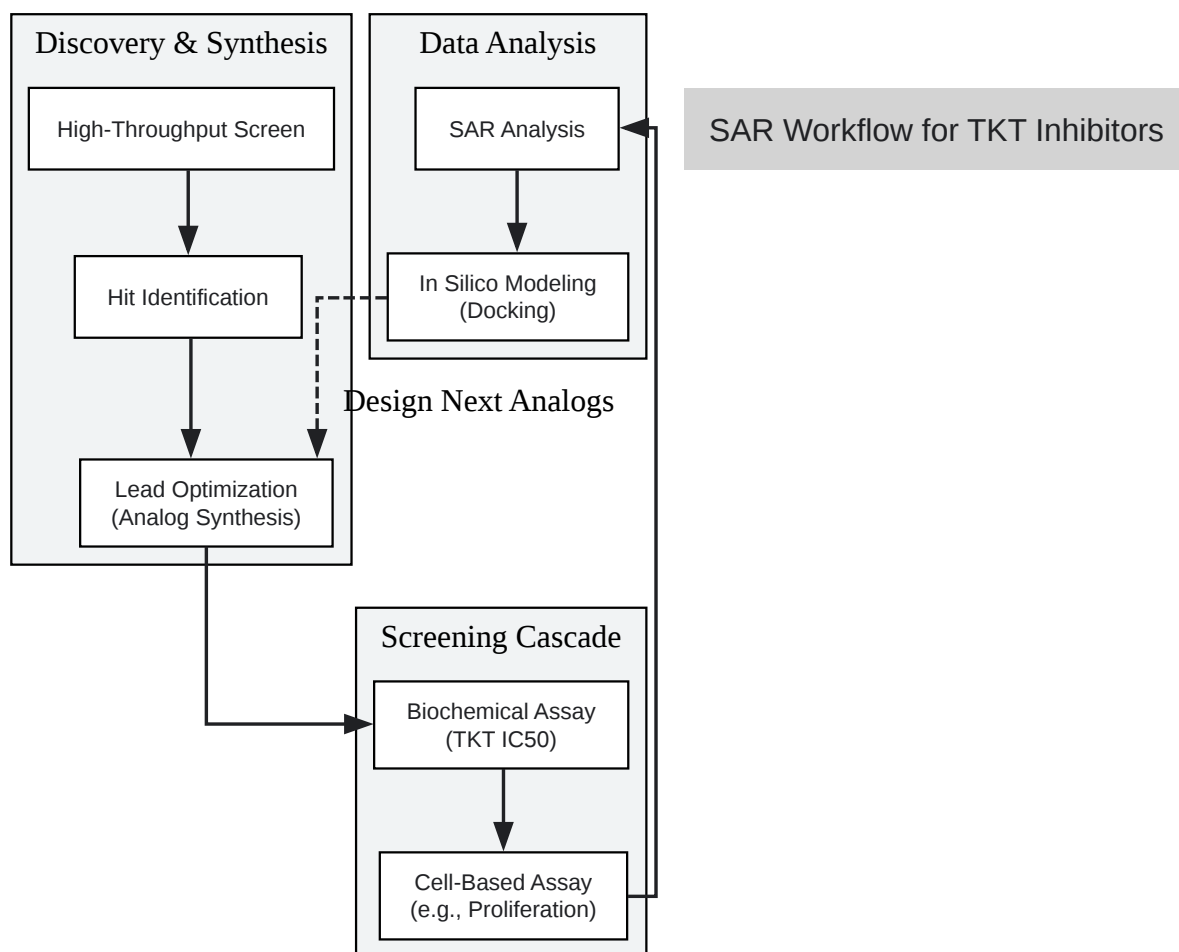 Discovery & Synthesis
High-Throughput Screen
Hit Identification
Lead Optimization
(Analog Synthesis)
Data Analysis
SAR Analysis
In Silico Modeling
(Docking)
Design Next Analogs
SAR Workflow for TKT Inhibitors
Screening Cascade
Biochemical Assay
(TKT IC50)
Cell-Based Assay
(e.g., Proliferation)